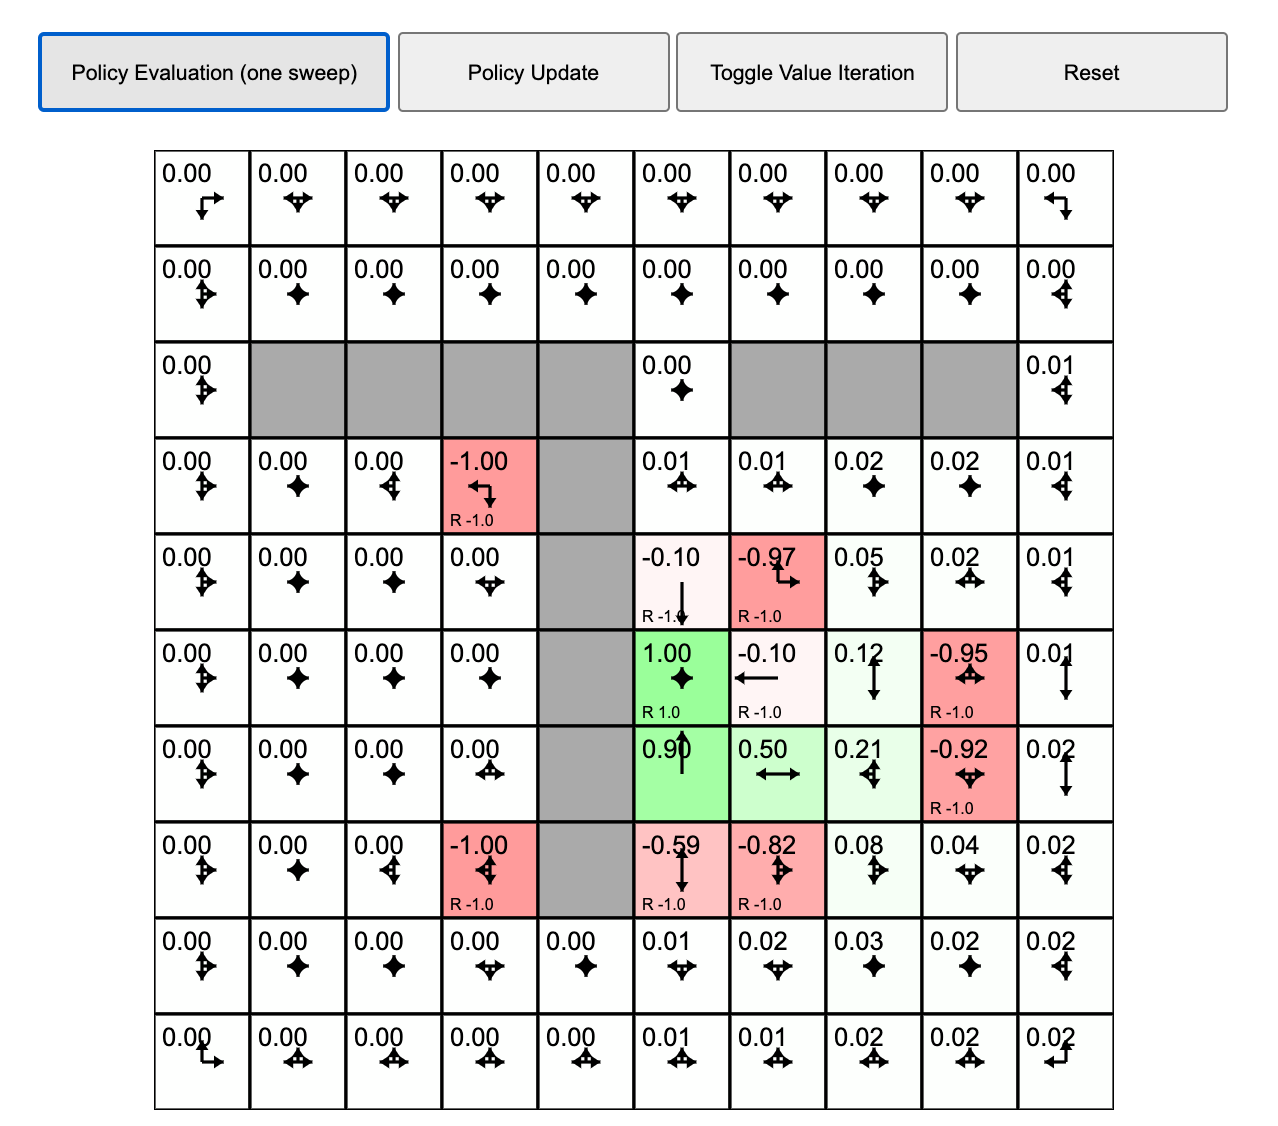 Policy Evaluation (one sweep) Policy Update Toggle Value Iteration Reset
0.00 0.00 0.00 0.00 0.00 0.00 0.00 0.00 0.00 0.00
0.00 0.00 0.00 0.00 0.00 0.00 0.00 0.00 0.00 0.00
0.00 0.00 0.01
0.00 0.00 0.00 -1.00 0.01 0.01 0.02 0.02 0.01
R -1.0
0.00 0.00 0.00 0.00 -0.10 -0.97 0.05 0.02 0.01
R -1.0 R -1.0
0.00 0.00 0.00 0.00 1.00 -0.10 0.12 -0.95 0.01
R 1.0 R -1.0 R -1.0
0.00 0.00 0.00 0.00 0.90 0.50 0.21 -0.92 0.02
R -1.0
0.00 0.00 0.00 -1.00 -0.59 -0.82 0.08 0.04 0.02
R -1.0 R -1.0 R -1.0
0.00 0.00 0.00 0.00 0.00 0.01 0.02 0.03 0.02 0.02
0.00 0.00 0.00 0.00 0.00 0.01 0.01 0.02 0.02 0.02